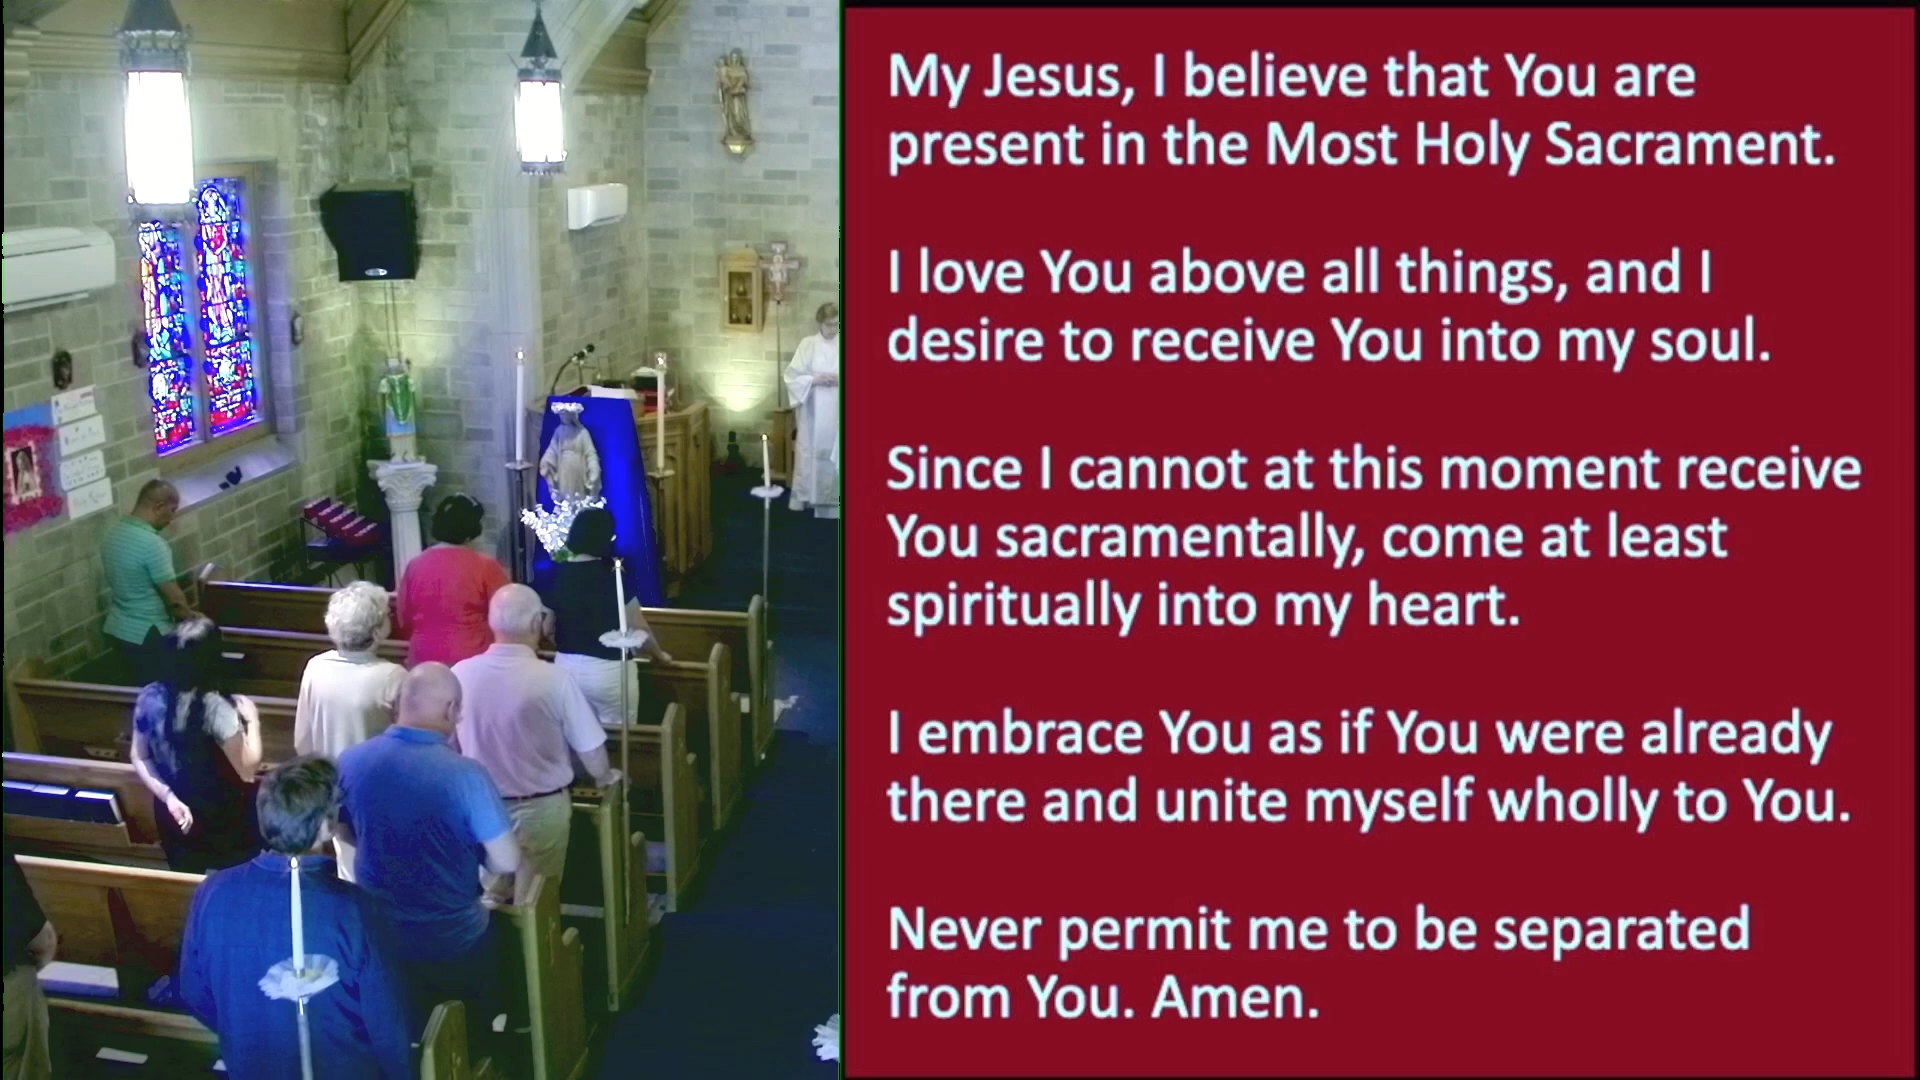 My Jesus, I believe that You are
present in the Most Holy Sacrament.
I love You above all things, and I
desire to receive You into my soul.
Since I cannot at this moment receive
You sacramentally, come at least
spiritually into my heart.
I embrace You as if You were already
there and unite myself wholly to You.
Never permit me to be separated
from You. Amen.